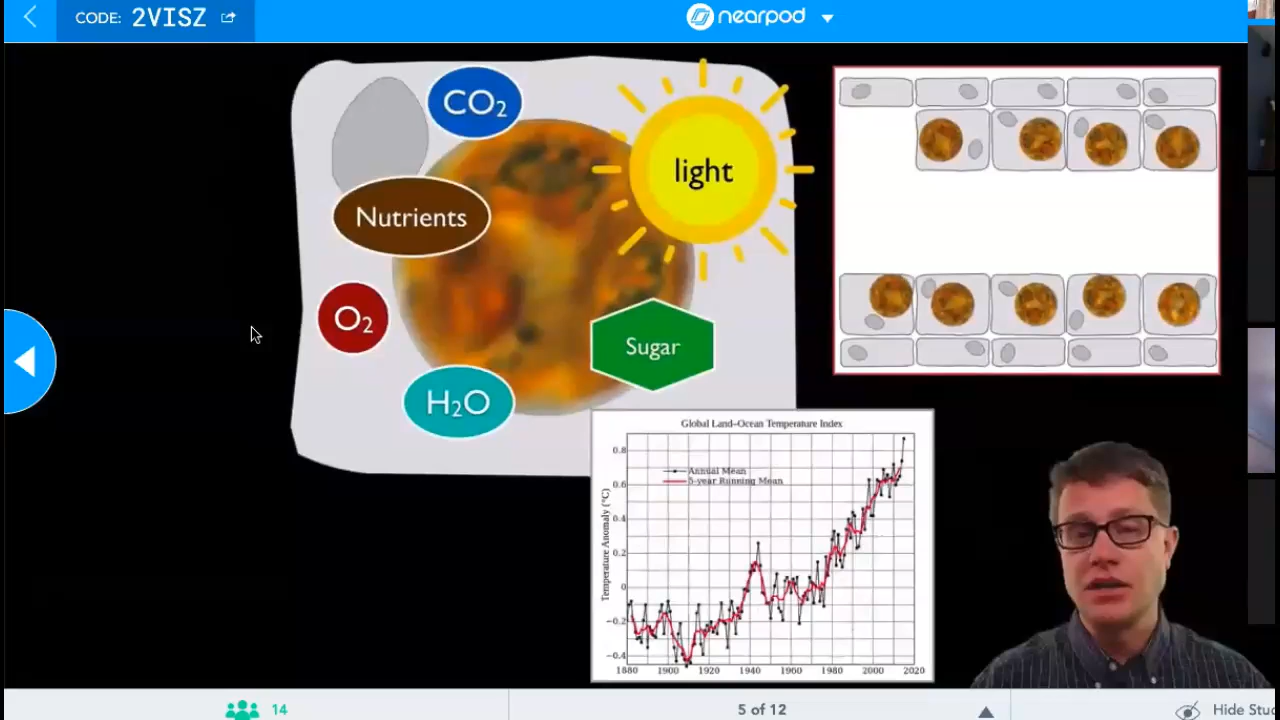 CODE: 2VISZ
nearpod
CO₂
light
Nutrients
O₂
Sugar
H₂O
Global Land–Ocean Temperature Index
Annual Mean
5-year Running Mean
Temperature Anomaly (°C)
0.8
0.6
0.4
0.2
0
−0.2
−0.4
1880 1900 1920 1940 1960 1980 2000 2020
14
5 of 12
Hide Stud